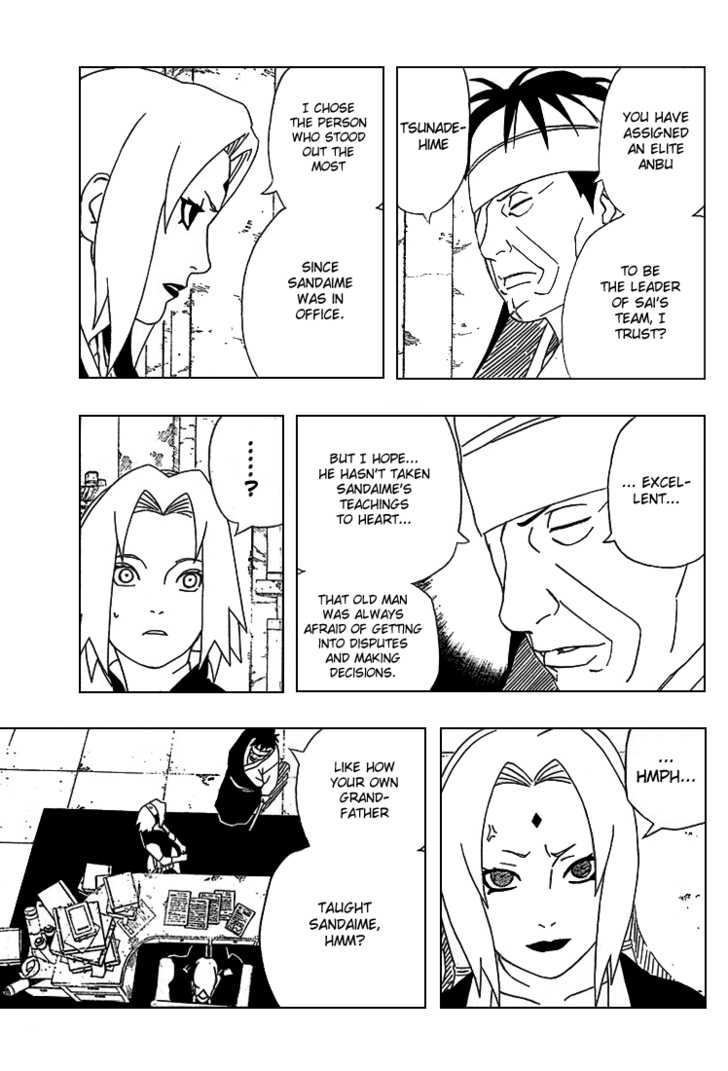 YOU HAVE
ASSIGNED
AN ELITE
ANBU
TO BE
THE LEADER
OF SAI'S
TEAM, I
TRUST?
TSUNADE-
HIME
I CHOSE
THE PERSON
WHO STOOD
OUT THE
MOST
SINCE
SANDAIME
WAS IN
OFFICE.
... EXCEL-
LENT...
BUT I HOPE...
HE HASN'T TAKEN
SANDAIME'S
TEACHINGS
TO HEART...
THAT OLD MAN
WAS ALWAYS
AFRAID OF GETTING
INTO DISPUTES
AND MAKING
DECISIONS.
......?
...
HMPH...
LIKE HOW
YOUR OWN
GRAND-
FATHER
TAUGHT
SANDAIME,
HMM?